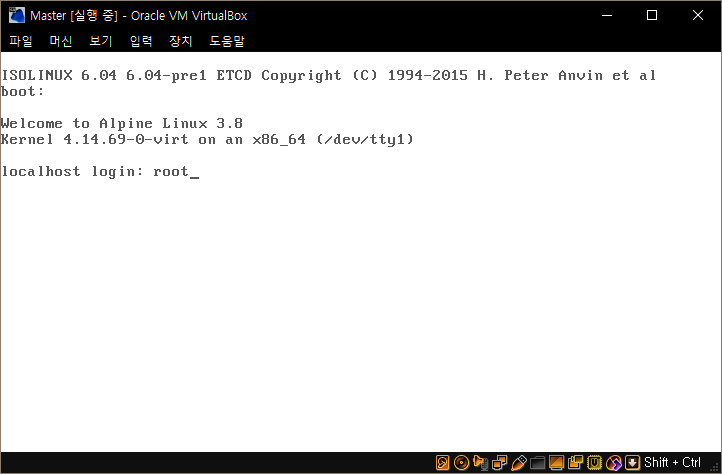 Master [실행 중] - Oracle VM VirtualBox
파일 머신 보기 입력 장치 도움말
ISOLINUX 6.04 6.04-pre1 ETCD Copyright (C) 1994-2015 H. Peter Anvin et al
boot:
Welcome to Alpine Linux 3.8
Kernel 4.14.69-0-virt on an x86_64 (/dev/tty1)
localhost login: root_
Shift + Ctrl